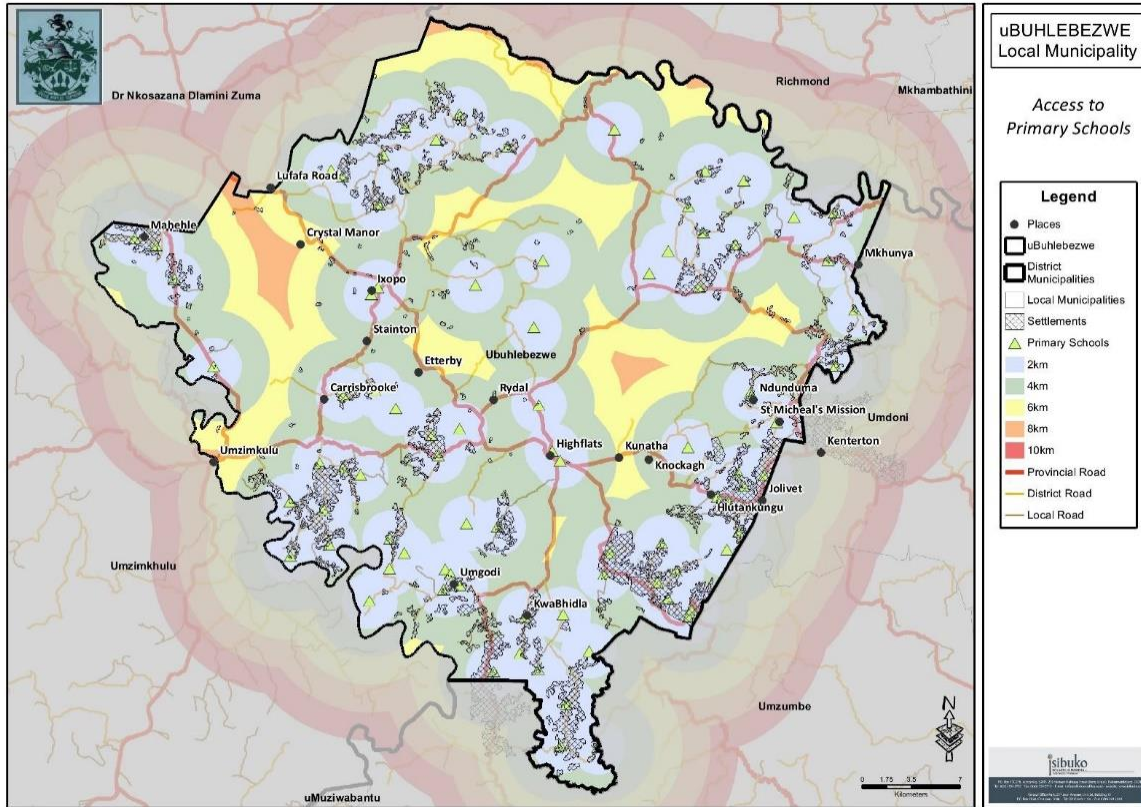 uBUHLEBEZWE
Local Municipality
Access to
Primary Schools
Legend
Places
uBuhlebezwe
District
Municipalities
Local Municipalities
Settlements
Primary Schools
2km
4km
6km
8km
10km
Provincial Road
District Road
Local Road
Richmond
Mkhambathini
Dr Nkosazana Dlamini Zuma
Lufafa Road
Mahehle
Crystal Manor
Mkhunya
Ixopo
Stainton
Ubuhlebezwe
Etterby
Carrisbrooke
Rydal
Ndunduma
St Micheal's Mission
Umdoni
Kenterton
Highflats
Kunatha
Umzimkulu
Knockagh
Jolivet
Hlutankungu
Umzimkhulu
Umgodi
KwaBhidla
Umzumbe
uMuziwabantu
N
0 1.75 3.5 7
Kilometers
isibuko